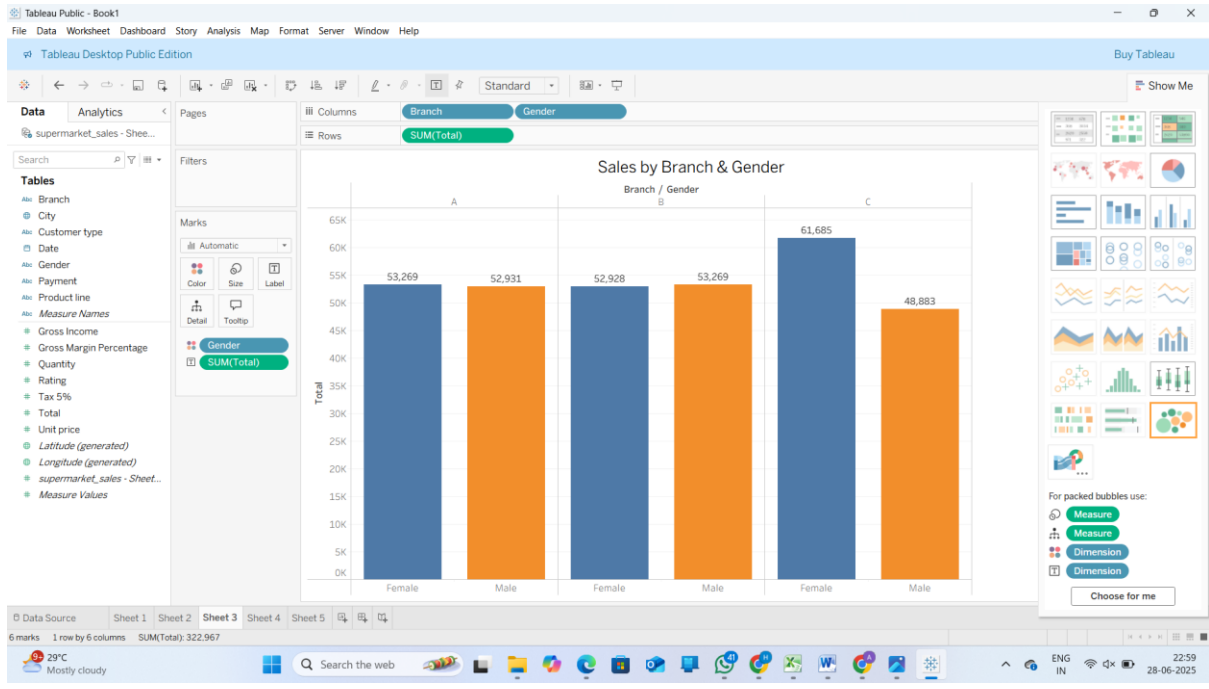 Tableau Public - Book1
File Data Worksheet Dashboard Story Analysis Map Format Server Window Help
Tableau Desktop Public Edition Buy Tableau
Standard Show Me
Data Analytics
supermarket_sales - Shee...
Search
Tables
Abc Branch
City
Abc Customer type
Date
Abc Gender
Abc Payment
Abc Product line
Abc Measure Names
# Gross Income
# Gross Margin Percentage
# Quantity
# Rating
# Tax 5%
# Total
# Unit price
Latitude (generated)
Longitude (generated)
# supermarket_sales - Sheet...
# Measure Values
Pages
Filters
Marks
Automatic
Color Size Label
Detail Tooltip
Gender
SUM(Total)
Columns Branch Gender
Rows SUM(Total)
Sales by Branch & Gender
Branch / Gender
A B C
65K
60K
55K
50K
45K
40K
35K
30K
25K
20K
15K
10K
5K
0K
Total
53,269 52,931 52,928 53,269 61,685 48,883
Female Male Female Male Female Male
For packed bubbles use:
Measure
Measure
Dimension
Dimension
Choose for me
Data Source Sheet 1 Sheet 2 Sheet 3 Sheet 4 Sheet 5
6 marks 1 row by 6 columns SUM(Total): 322,967
9+ 29°C
Mostly cloudy
Search the web
ENG
IN
22:59
28-06-2025